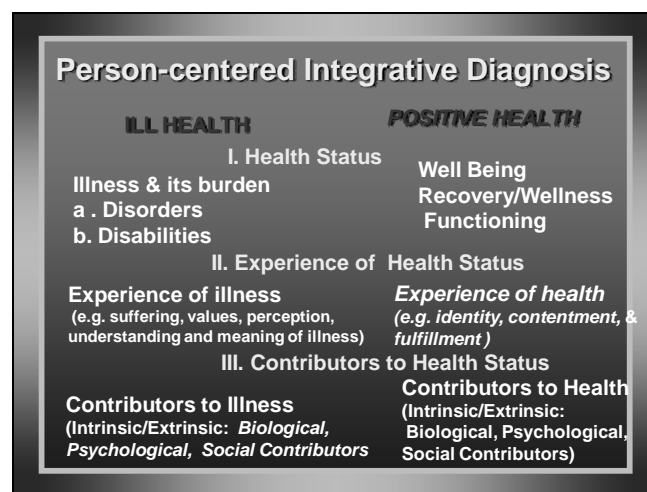 Person-centered Integrative Diagnosis
ILL HEALTH
POSITIVE HEALTH
I. Health Status
Illness & its burden
a . Disorders
b. Disabilities
Well Being
Recovery/Wellness
Functioning
II. Experience of Health Status
Experience of illness
(e.g. suffering, values, perception,
understanding and meaning of illness)
Experience of health
(e.g. identity, contentment, &
fulfillment )
III. Contributors to Health Status
Contributors to Illness
(Intrinsic/Extrinsic: Biological,
Psychological, Social Contributors
Contributors to Health
(Intrinsic/Extrinsic:
Biological, Psychological,
Social Contributors)